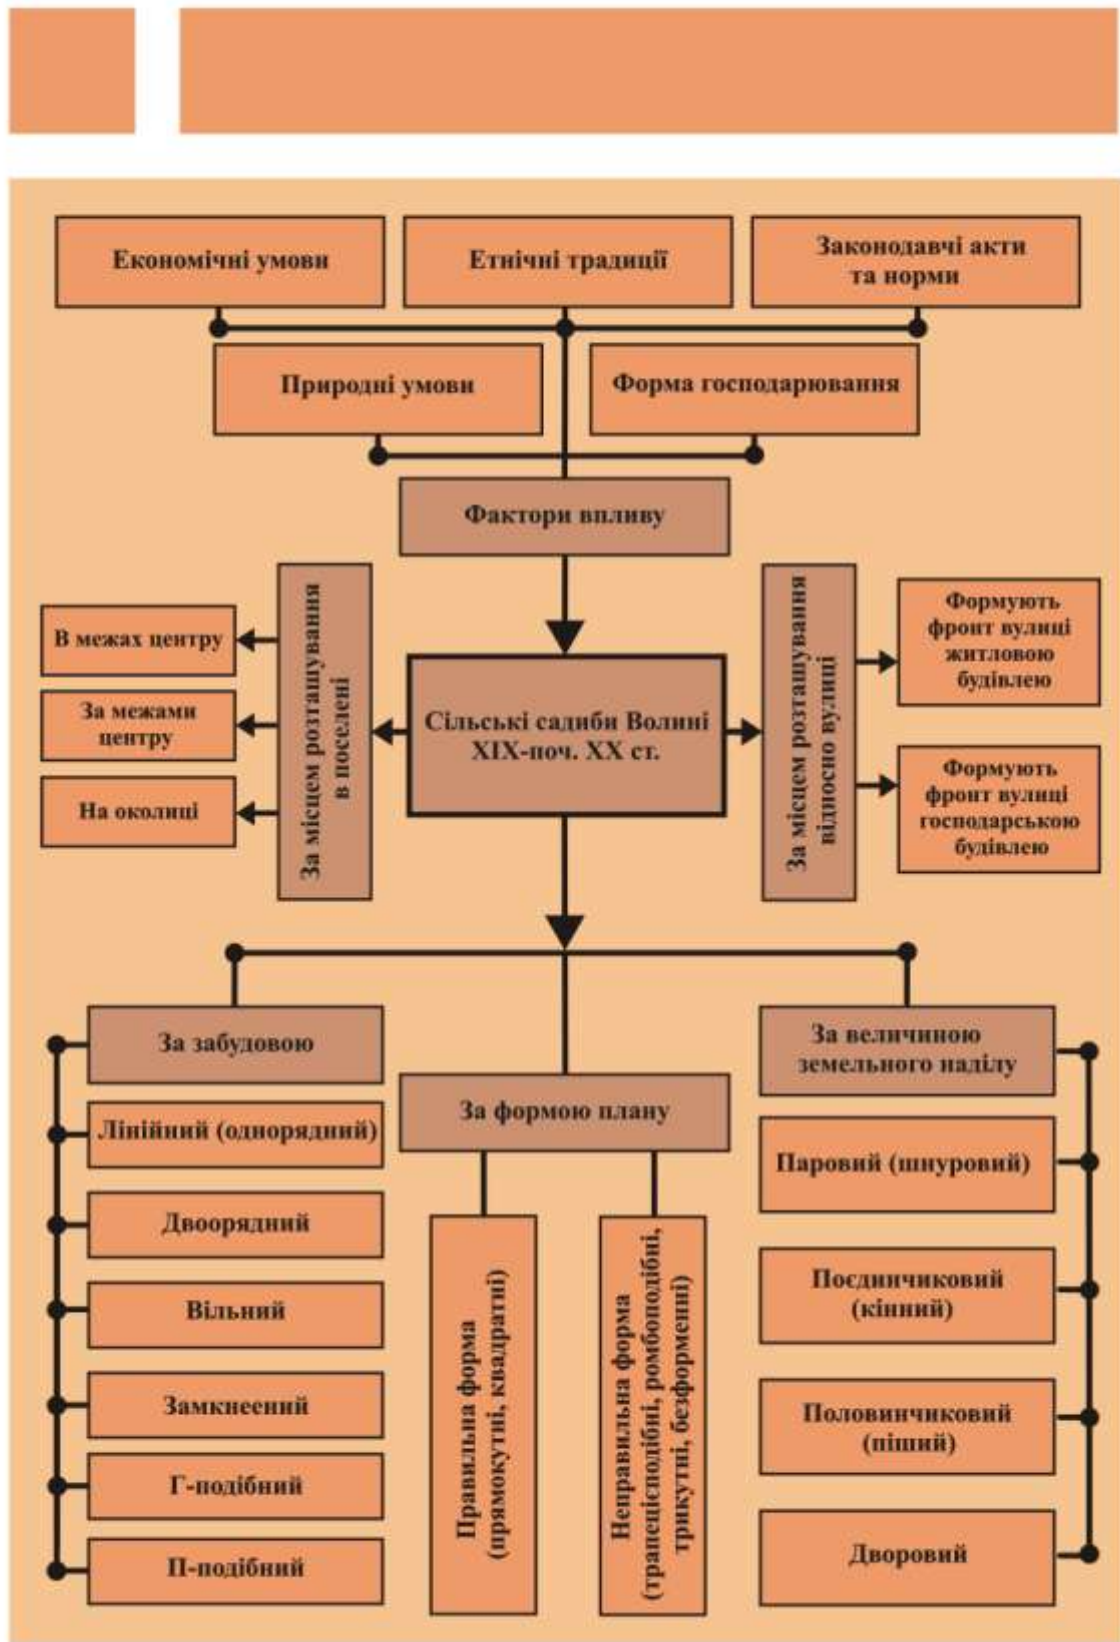 Економічні умови
Етнічні традиції
Законодавчі акти
та норми
Природні умови
Форма господарювання
Фактори впливу
За місцем розташування
в поселені
В межах центру
За межами
центру
На околиці
Сільські садиби Волині
ХІХ-поч. ХХ ст.
За місцем розташування
відносно вулиці
Формують
фронт вулиці
житловою
будівлею
Формують
фронт вулиці
господарською
будівлею
За забудовою
Лінійний (однорядний)
Двоорядний
Вільний
Замкнеений
Г-подібний
П-подібний
За формою плану
Правильна форма
(прямокутні, квадратні)
Неправильна форма
(трапецієподібні, ромбоподібні,
трикутні, безформенні)
За величиною
земельного наділу
Паровий (шнуровий)
Поєдинчиковий
(кінний)
Половинчиковий
(піший)
Дворовий